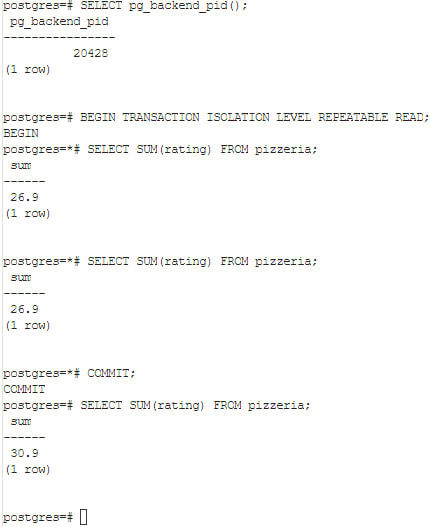 postgres=# SELECT pg_backend_pid();
 pg_backend_pid
----------------
          20428
(1 row)

postgres=# BEGIN TRANSACTION ISOLATION LEVEL REPEATABLE READ;
BEGIN
postgres=*# SELECT SUM(rating) FROM pizzeria;
 sum
------
 26.9
(1 row)

postgres=*# SELECT SUM(rating) FROM pizzeria;
 sum
------
 26.9
(1 row)

postgres=*# COMMIT;
COMMIT
postgres=# SELECT SUM(rating) FROM pizzeria;
 sum
------
 30.9
(1 row)

postgres=#